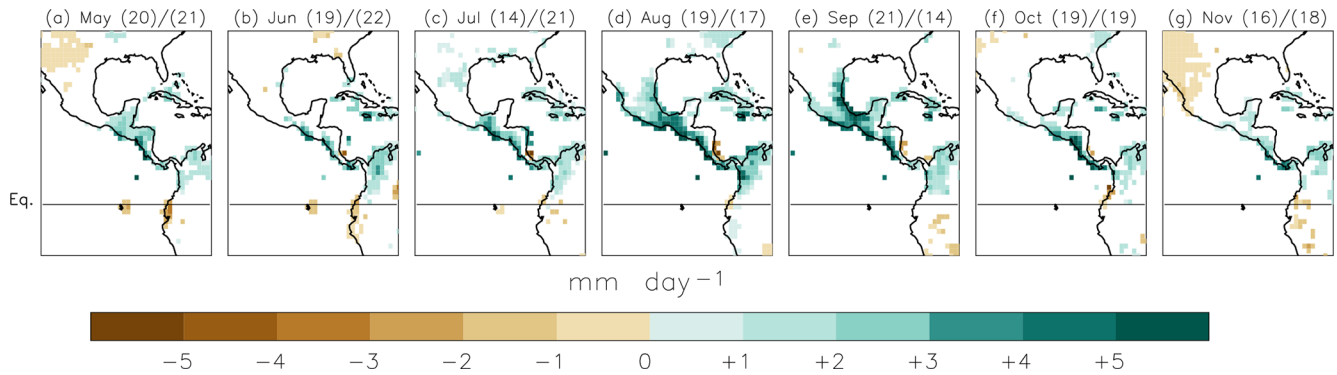 (a) May (20)/(21) (b) Jun (19)/(22) (c) Jul (14)/(21) (d) Aug (19)/(17) (e) Sep (21)/(14) (f) Oct (19)/(19) (g) Nov (16)/(18)
Eq.
mm day⁻¹
−5 −4 −3 −2 −1 0 +1 +2 +3 +4 +5